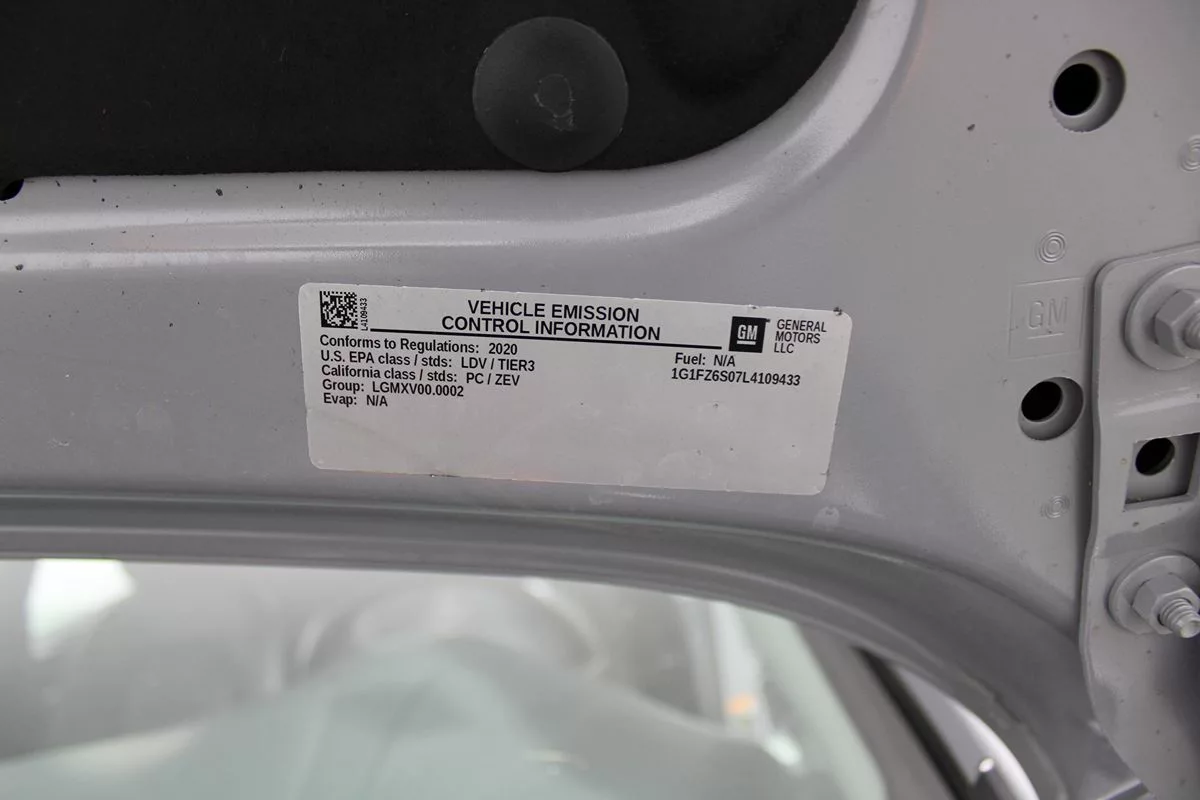 L4109433
VEHICLE EMISSION
CONTROL INFORMATION
GM
GENERAL
MOTORS
LLC
Conforms to Regulations: 2020
U.S. EPA class / stds: LDV / TIER3
California class / stds: PC / ZEV
Group: LGMXV00.0002
Evap: N/A
Fuel: N/A
1G1FZ6S07L4109433
GM